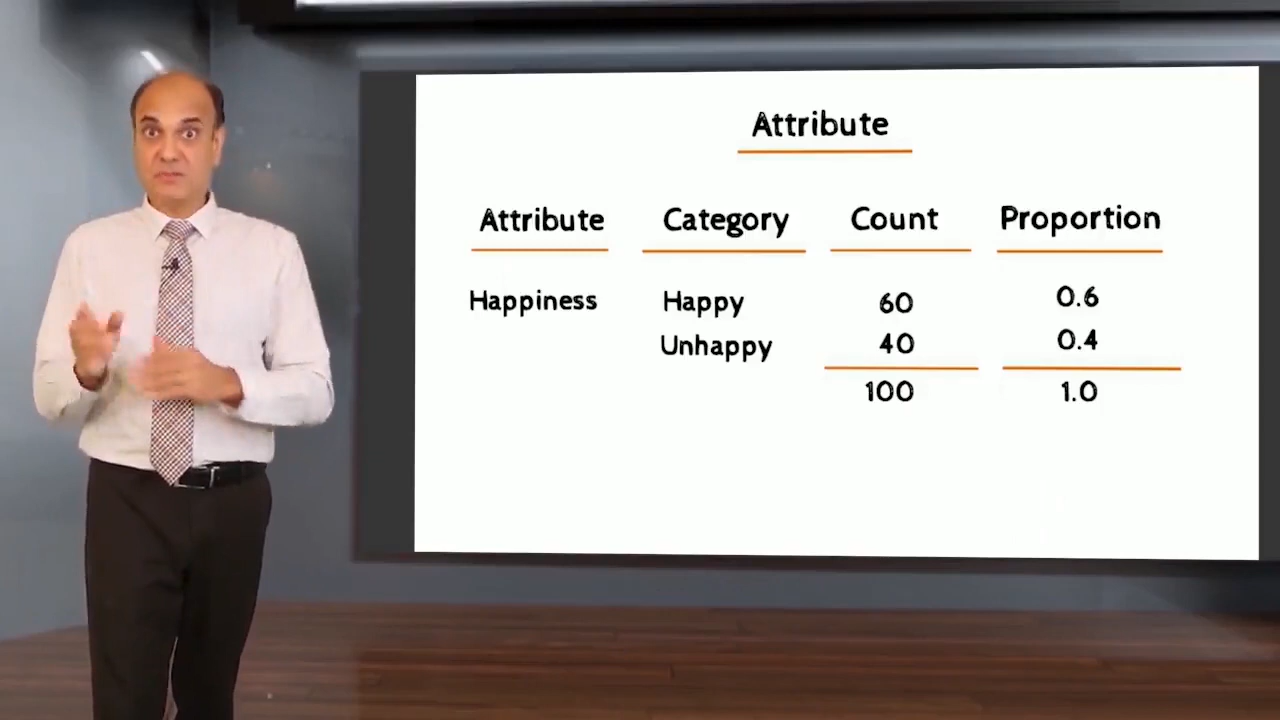 Attribute
Attribute Category Count Proportion
Happiness Happy 60 0.6
Unhappy 40 0.4
100 1.0